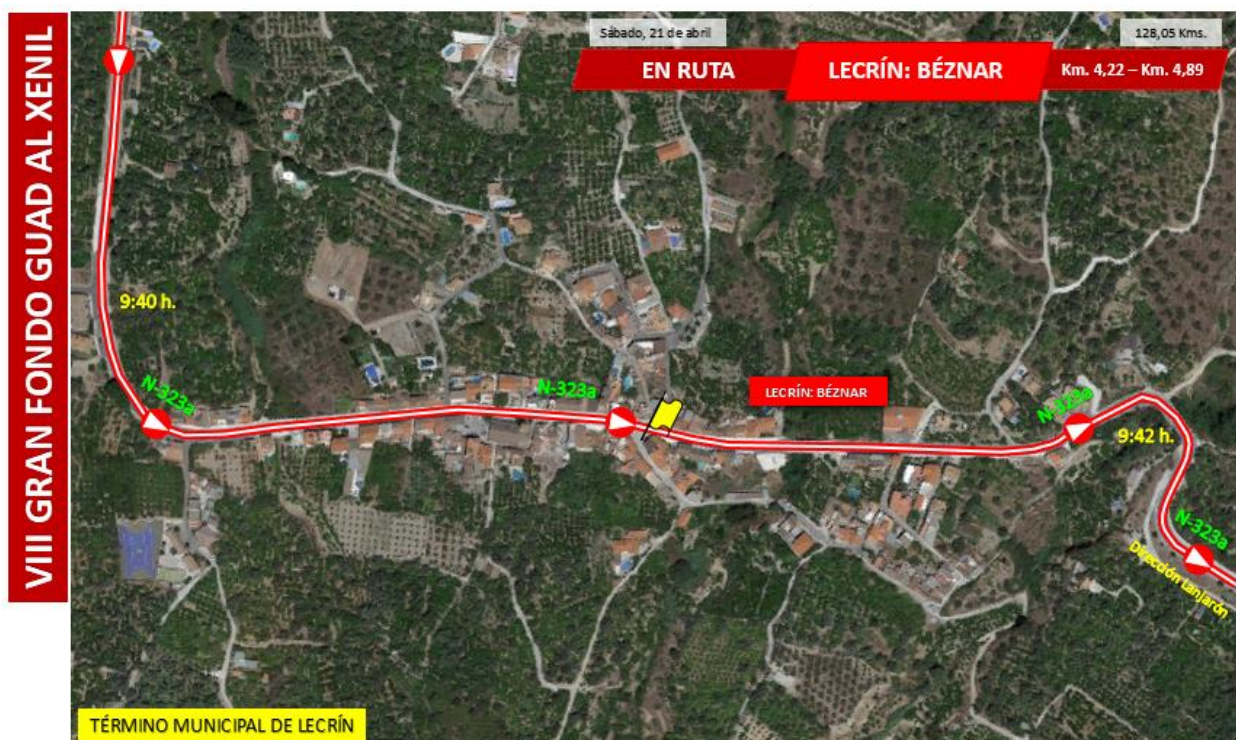 VIII GRAN FONDO GUAD AL XENIL
Sábado, 21 de abril
128,05 Kms.
EN RUTA
LECRÍN: BÉZNAR
Km. 4,22 – Km. 4,89
9:40 h.
N-323a
N-323a
LECRÍN: BÉZNAR
N-323a
9:42 h.
N-323a
Dirección Lanjarón
TÉRMINO MUNICIPAL DE LECRÍN